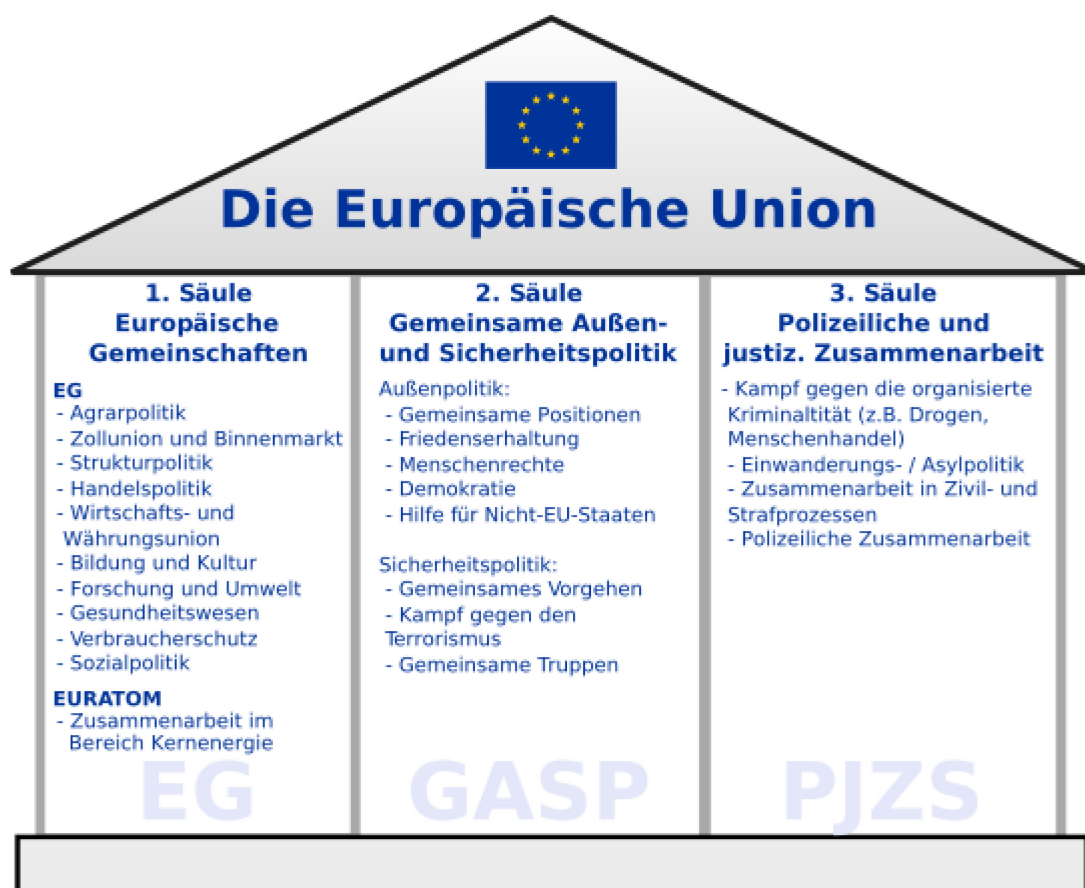 Die Europäische Union
1. Säule
Europäische
Gemeinschaften
EG
- Agrarpolitik
- Zollunion und Binnenmarkt
- Strukturpolitik
- Handelspolitik
- Wirtschafts- und
Währungsunion
- Bildung und Kultur
- Forschung und Umwelt
- Gesundheitswesen
- Verbraucherschutz
- Sozialpolitik
EURATOM
- Zusammenarbeit im
Bereich Kernenergie
EG
2. Säule
Gemeinsame Außen-
und Sicherheitspolitik
Außenpolitik:
- Gemeinsame Positionen
- Friedenserhaltung
- Menschenrechte
- Demokratie
- Hilfe für Nicht-EU-Staaten
Sicherheitspolitik:
- Gemeinsames Vorgehen
- Kampf gegen den
Terrorismus
- Gemeinsame Truppen
GASP
3. Säule
Polizeiliche und
justiz. Zusammenarbeit
- Kampf gegen die organisierte
Kriminaltität (z.B. Drogen,
Menschenhandel)
- Einwanderungs- / Asylpolitik
- Zusammenarbeit in Zivil- und
Strafprozessen
- Polizeiliche Zusammenarbeit
PJZS